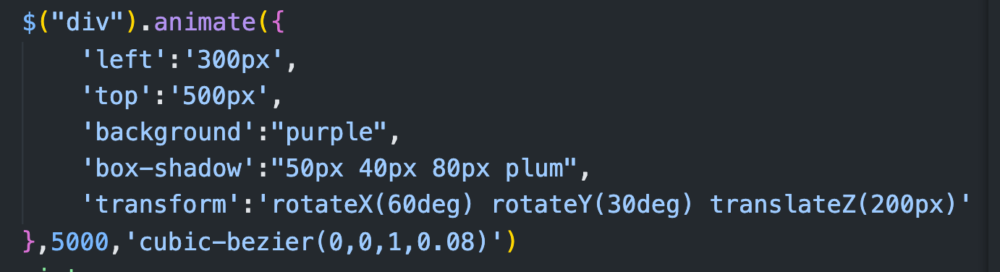 $("div").animate({
'left':'300px',
'top':'500px',
'background':"purple",
'box-shadow':"50px 40px 80px plum",
'transform':'rotateX(60deg) rotateY(30deg) translateZ(200px)'
},5000,'cubic-bezier(0,0,1,0.08)')